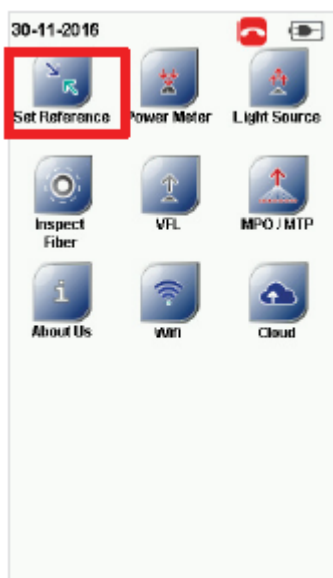 30-11-2016
Set Reference Power Meter Light Source
Inspect Fiber VFL MPO / MTP
i
About Us Wifi Cloud